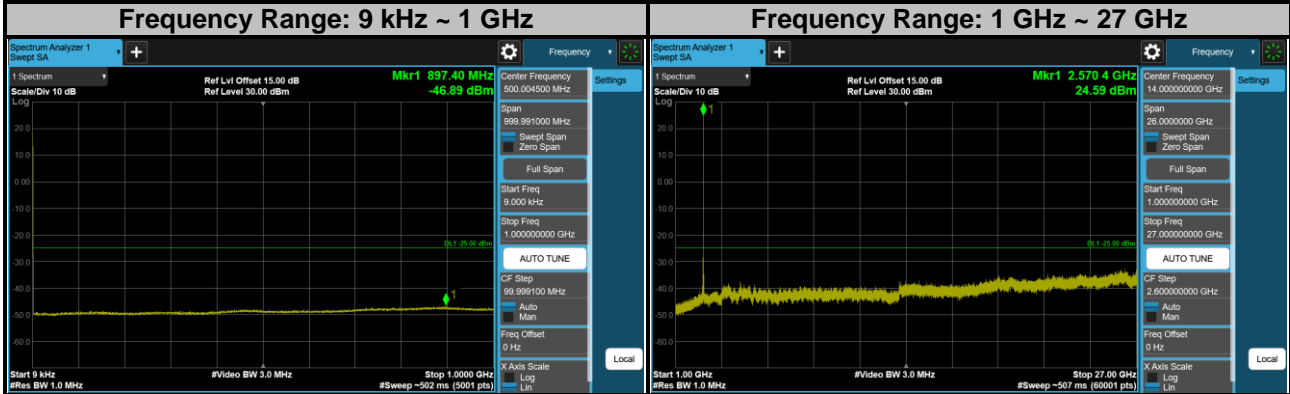 Frequency Range: 9 kHz ~ 1 GHz
Spectrum Analyzer 1
Swept SA
+
Frequency
1 Spectrum
Scale/Div 10 dB
Log
Ref Lvl Offset 15.00 dB
Ref Level 30.00 dBm
Mkr1 897.40 MHz
-46.89 dBm
20.0
10.0
0.00
-10.0
-20.0
-30.0
-40.0
-50.0
-60.0
DL1 -25.00 dBm
1
Start 9 kHz
#Res BW 1.0 MHz
#Video BW 3.0 MHz
Stop 1.0000 GHz
#Sweep ~502 ms (5001 pts)
Center Frequency
500.004500 MHz
Span
999.991000 MHz
Swept Span
Zero Span
Full Span
Start Freq
9.000 kHz
Stop Freq
1.000000000 GHz
AUTO TUNE
CF Step
99.999100 MHz
Auto
Man
Freq Offset
0 Hz
X Axis Scale
Log
Lin
Settings
Local
Frequency Range: 1 GHz ~ 27 GHz
Spectrum Analyzer 1
Swept SA
+
Frequency
1 Spectrum
Scale/Div 10 dB
Log
Ref Lvl Offset 15.00 dB
Ref Level 30.00 dBm
Mkr1 2.570 4 GHz
24.59 dBm
1
20.0
10.0
0.00
-10.0
-20.0
-30.0
-40.0
-50.0
-60.0
DL1 -25.00 dBm
Start 1.00 GHz
#Res BW 1.0 MHz
#Video BW 3.0 MHz
Stop 27.00 GHz
#Sweep ~507 ms (60001 pts)
Center Frequency
14.000000000 GHz
Span
26.0000000 GHz
Swept Span
Zero Span
Full Span
Start Freq
1.000000000 GHz
Stop Freq
27.000000000 GHz
AUTO TUNE
CF Step
2.600000000 GHz
Auto
Man
Freq Offset
0 Hz
X Axis Scale
Log
Lin
Settings
Local